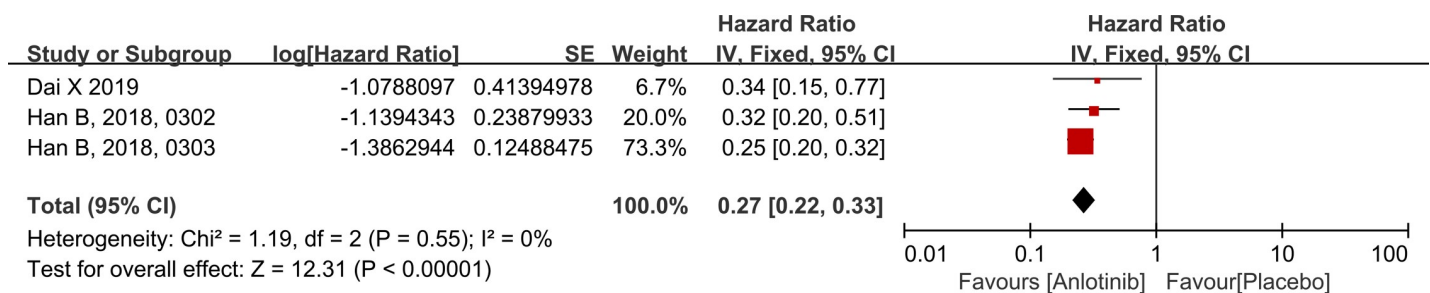 Hazard Ratio Hazard Ratio
Study or Subgroup log[Hazard Ratio] SE Weight IV, Fixed, 95% CI IV, Fixed, 95% CI
Dai X 2019 -1.0788097 0.41394978 6.7% 0.34 [0.15, 0.77]
Han B, 2018, 0302 -1.1394343 0.23879933 20.0% 0.32 [0.20, 0.51]
Han B, 2018, 0303 -1.3862944 0.12488475 73.3% 0.25 [0.20, 0.32]
Total (95% CI) 100.0% 0.27 [0.22, 0.33]
Heterogeneity: Chi² = 1.19, df = 2 (P = 0.55); I² = 0%
Test for overall effect: Z = 12.31 (P < 0.00001)
0.01 0.1 1 10 100
Favours [Anlotinib] Favour[Placebo]